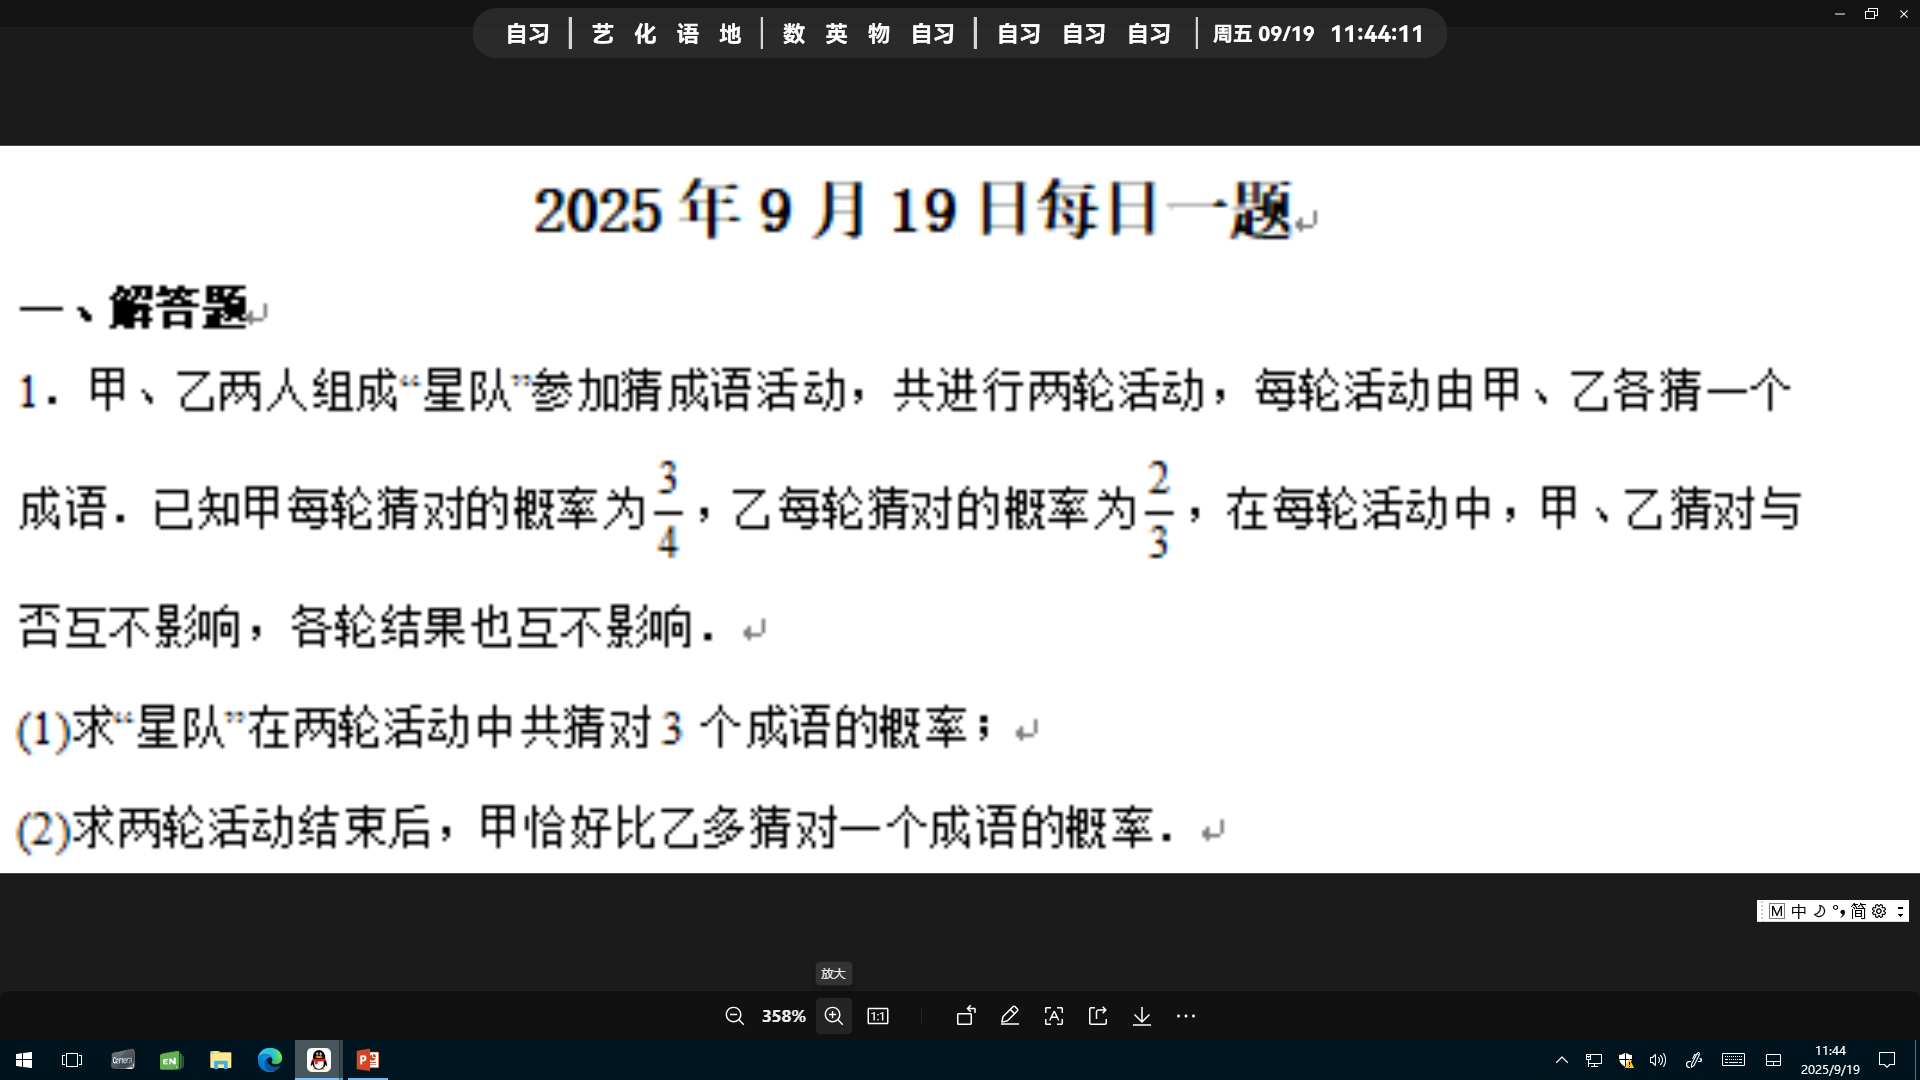 自习 | 艺 化 语 地 | 数 英 物 自习 | 自习 自习 自习 | 周五 09/19 11:44:11
2025 年 9 月 19 日每日一题
一、解答题
1．甲、乙两人组成“星队”参加猜成语活动，共进行两轮活动，每轮活动由甲、乙各猜一个
成语．已知甲每轮猜对的概率为3/4，乙每轮猜对的概率为2/3，在每轮活动中，甲、乙猜对与
否互不影响，各轮结果也互不影响．
(1)求“星队”在两轮活动中共猜对 3 个成语的概率；
(2)求两轮活动结束后，甲恰好比乙多猜对一个成语的概率．
M 中 简
放大
358% 1:1
Camera EN
11:44
2025/9/19